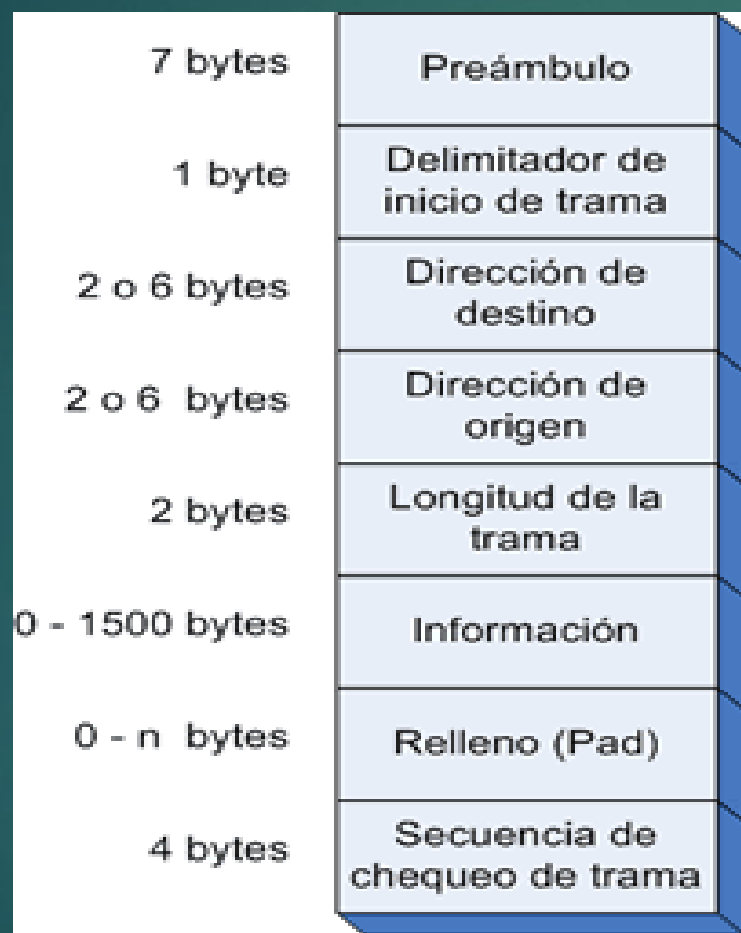 7 bytes
Preámbulo
1 byte
Delimitador de
inicio de trama
2 o 6 bytes
Dirección de
destino
2 o 6 bytes
Dirección de
origen
2 bytes
Longitud de la
trama
0 - 1500 bytes
Información
0 - n bytes
Relleno (Pad)
4 bytes
Secuencia de
chequeo de trama